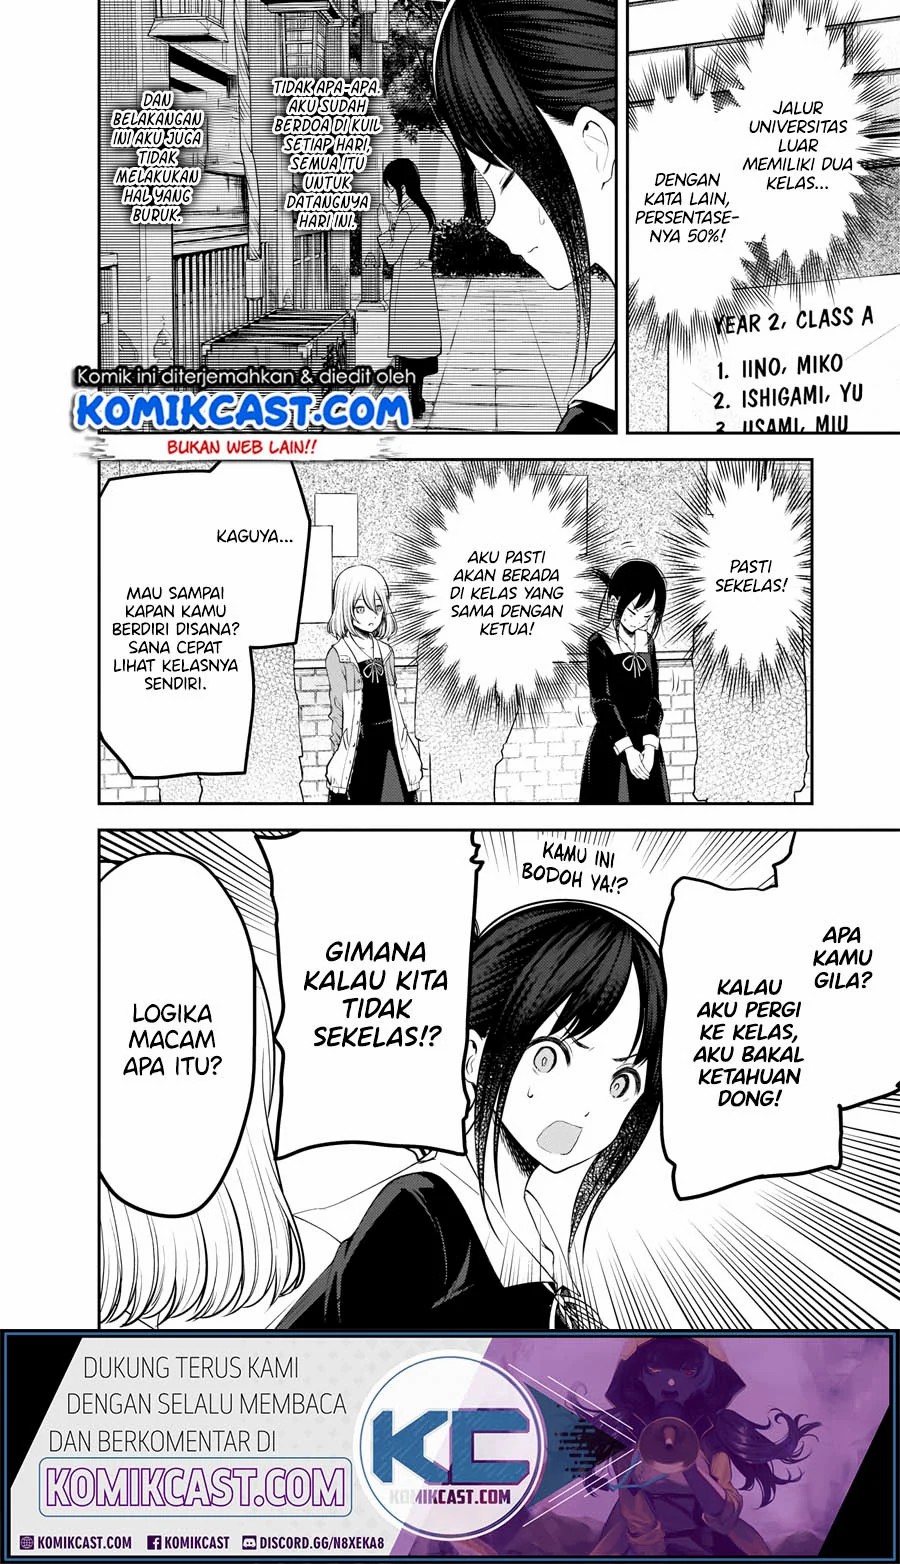 JALUR
UNIVERSITAS
LUAR
MEMILIKI DUA
KELAS...
DENGAN
KATA LAIN,
PERSENTASE-
NYA 50%!
YEAR 2, CLASS A
1. IINO, MIKO
2. ISHIGAMI, YU
3. USAMI, MIU
TIDAK APA-APA.
AKU SUDAH
BERDOA DI KUIL
SETIAP HARI,
SEMUA ITU
UNTUK
DATANGNYA
HARI INI.
DAN
BELAKANGAN
INI AKU JUGA
TIDAK
MELAKUKAN
HAL YANG
BURUK.
Komik ini diterjemahkan & diedit oleh
KOMIKCAST.COM
BUKAN WEB LAIN!!
PASTI
SEKELAS!
AKU PASTI
AKAN BERADA
DI KELAS YANG
SAMA DENGAN
KETUA!
KAGUYA...
MAU SAMPAI
KAPAN KAMU
BERDIRI DISANA?
SANA CEPAT
LIHAT KELASNYA
SENDIRI.
APA
KAMU
GILA?
KALAU
AKU PERGI
KE KELAS,
AKU BAKAL
KETAHUAN
DONG!
KAMU INI
BODOH YA!?
GIMANA
KALAU KITA
TIDAK
SEKELAS!?
LOGIKA
MACAM
APA ITU?
DUKUNG TERUS KAMI
DENGAN SELALU MEMBACA
DAN BERKOMENTAR DI
KOMIKCAST.COM
KOMIKCAST.COM
KOMIKCAST
DISCORD.GG/N8XEKA8
KC
KOMIKCAST.COM